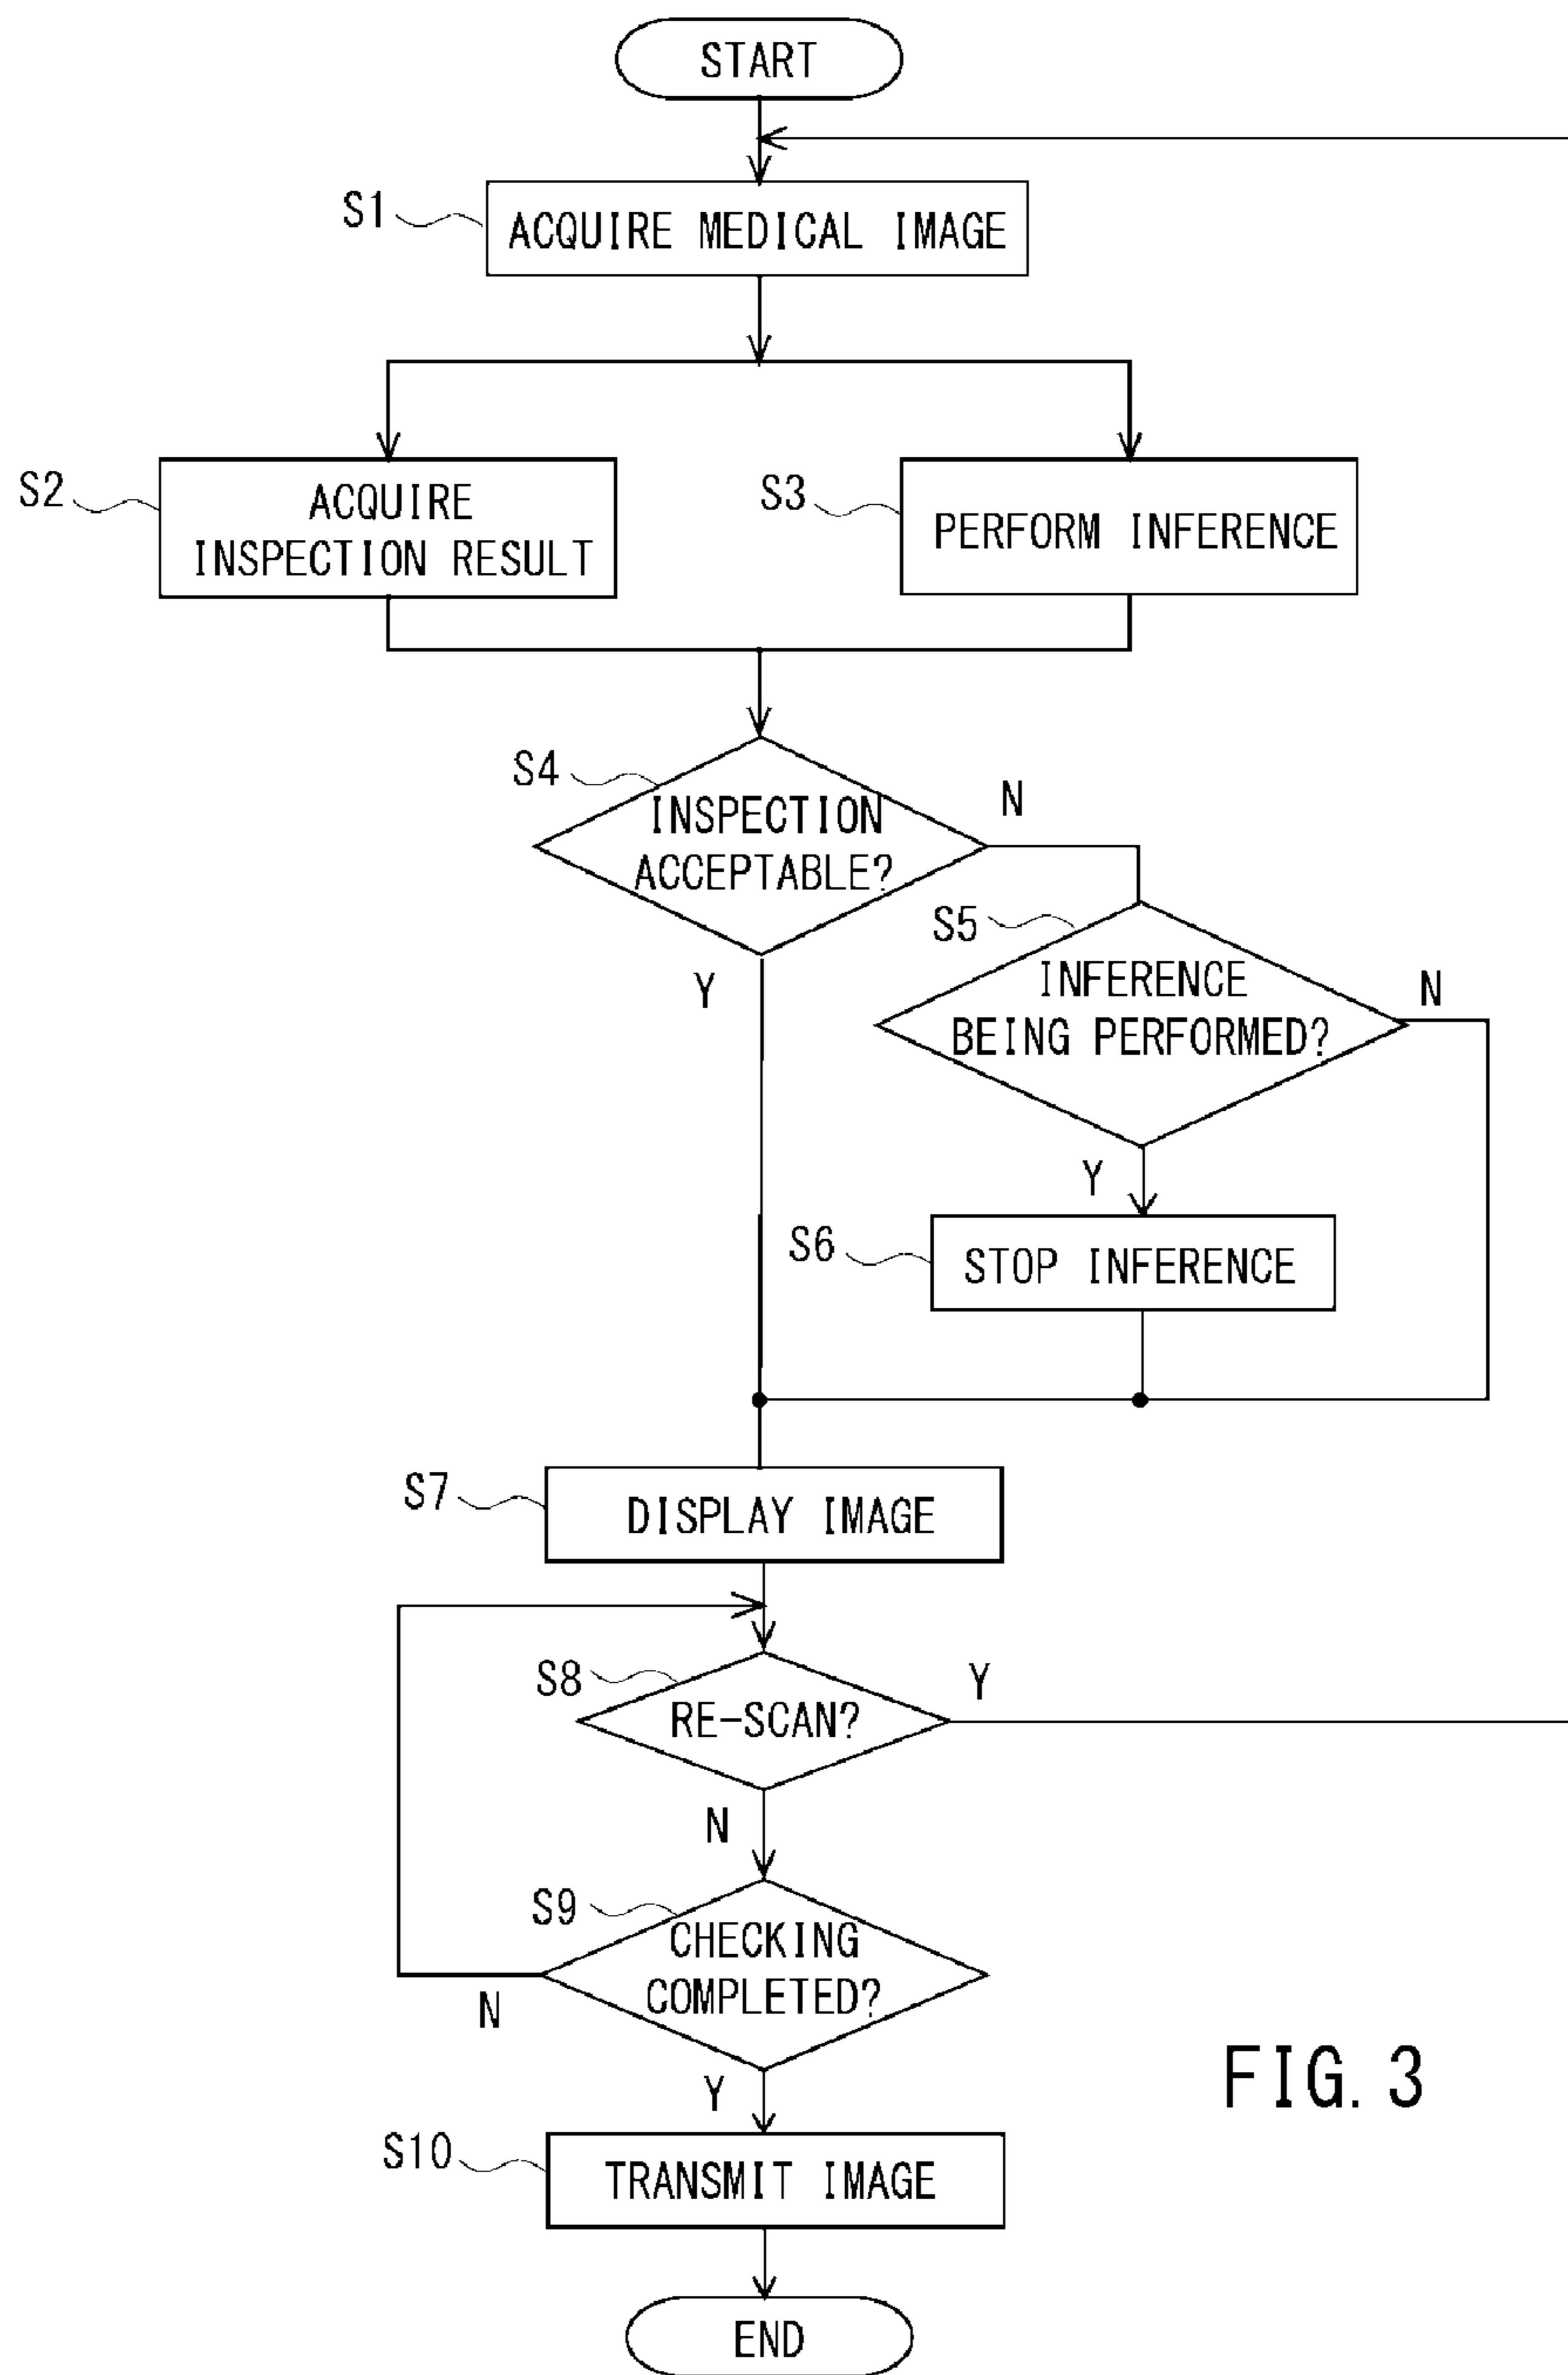 START
S1
ACQUIRE MEDICAL IMAGE
S2
ACQUIRE
INSPECTION RESULT
S3
PERFORM INFERENCE
S4
INSPECTION
ACCEPTABLE?
N
Y
S5
INFERENCE
BEING PERFORMED?
N
Y
S6
STOP INFERENCE
S7
DISPLAY IMAGE
S8
RE-SCAN?
Y
N
S9
CHECKING
COMPLETED?
N
Y
S10
TRANSMIT IMAGE
END
FIG. 3